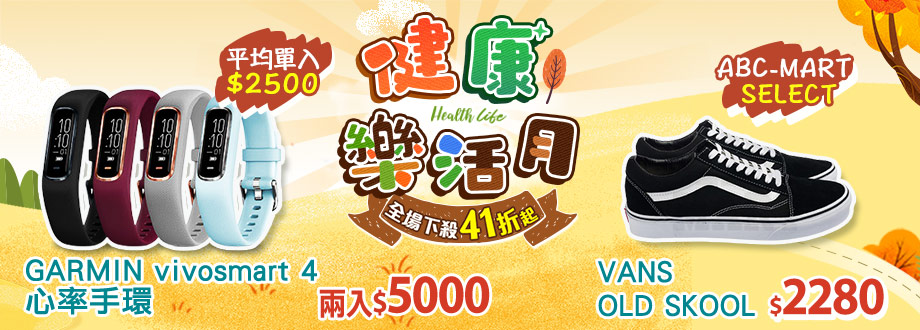 平均單入
$2500
健康
Health life
樂活月
全場下殺41折起
ABC-MART
SELECT
GARMIN vivosmart 4
心率手環
兩入$5000
VANS
OLD SKOOL $2280